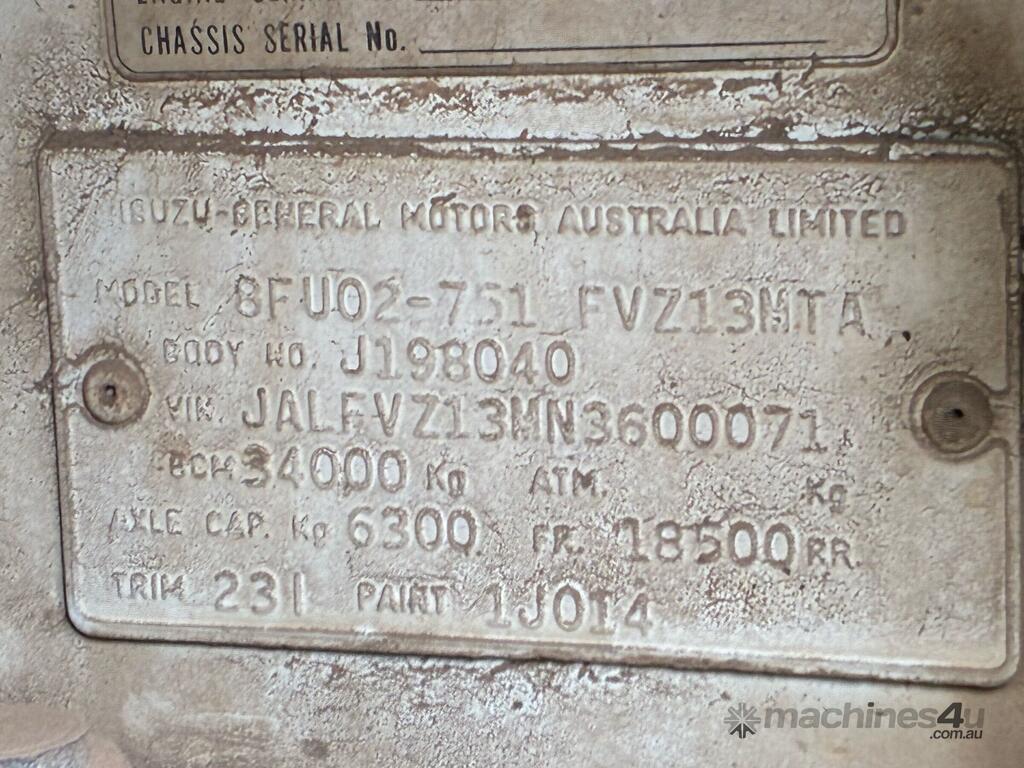 CHASSIS SERIAL No.
ISUZU-GENERAL MOTORS AUSTRALIA LIMITED
MODEL 8FU02-751 FVZ13MTA
BODY NO. J198040
VIN. JALFVZ13MN3600071
GCM 34000 Kg ATM. Kg
AXLE CAP. Kg 6300 FR. 18500 RR.
TRIM 231 PAINT 1J014
machines4u
.com.au